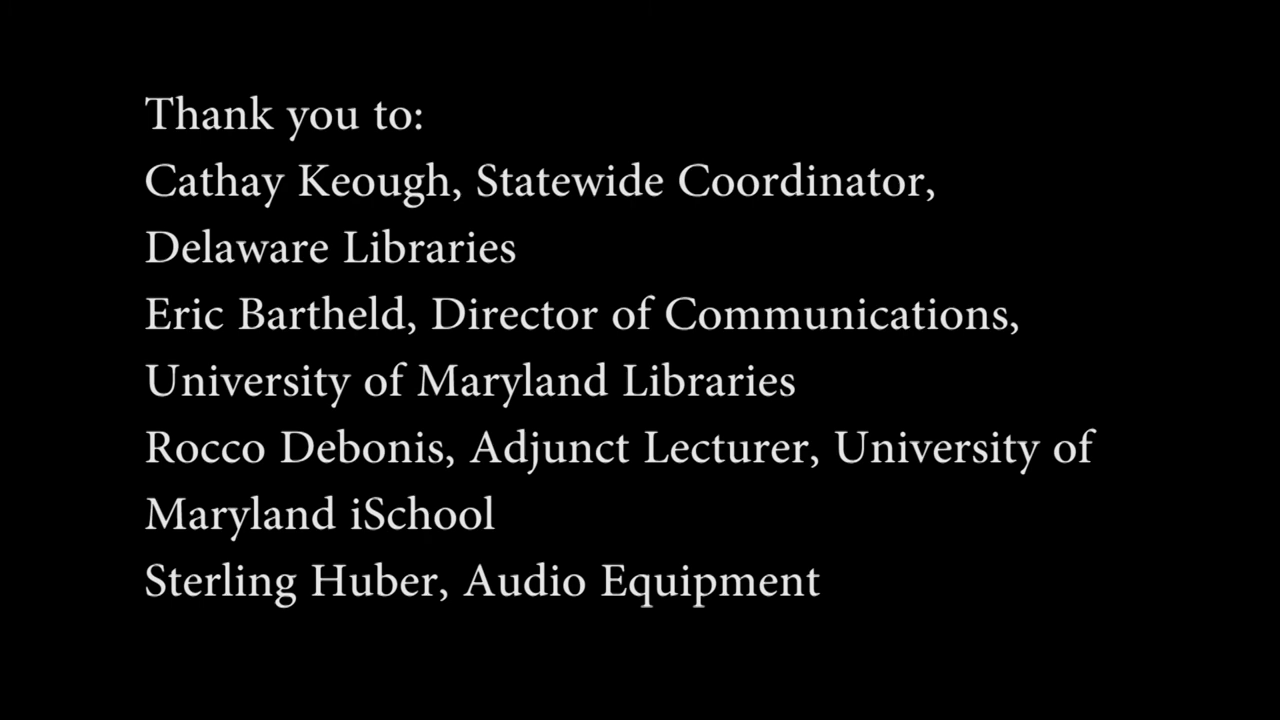 Thank you to:
Cathay Keough, Statewide Coordinator,
Delaware Libraries
Eric Bartheld, Director of Communications,
University of Maryland Libraries
Rocco Debonis, Adjunct Lecturer, University of
Maryland iSchool
Sterling Huber, Audio Equipment